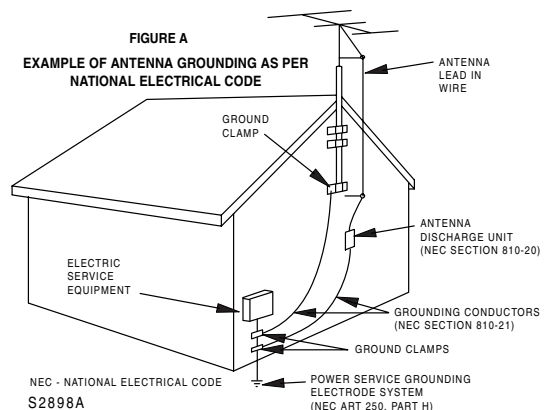 FIGURE A
EXAMPLE OF ANTENNA GROUNDING AS PER
NATIONAL ELECTRICAL CODE
ANTENNA
LEAD IN
WIRE
GROUND
CLAMP
ANTENNA
DISCHARGE UNIT
(NEC SECTION 810-20)
ELECTRIC
SERVICE
EQUIPMENT
GROUNDING CONDUCTORS
(NEC SECTION 810-21)
GROUND CLAMPS
POWER SERVICE GROUNDING
ELECTRODE SYSTEM
(NEC ART 250, PART H)
NEC - NATIONAL ELECTRICAL CODE
S2898A